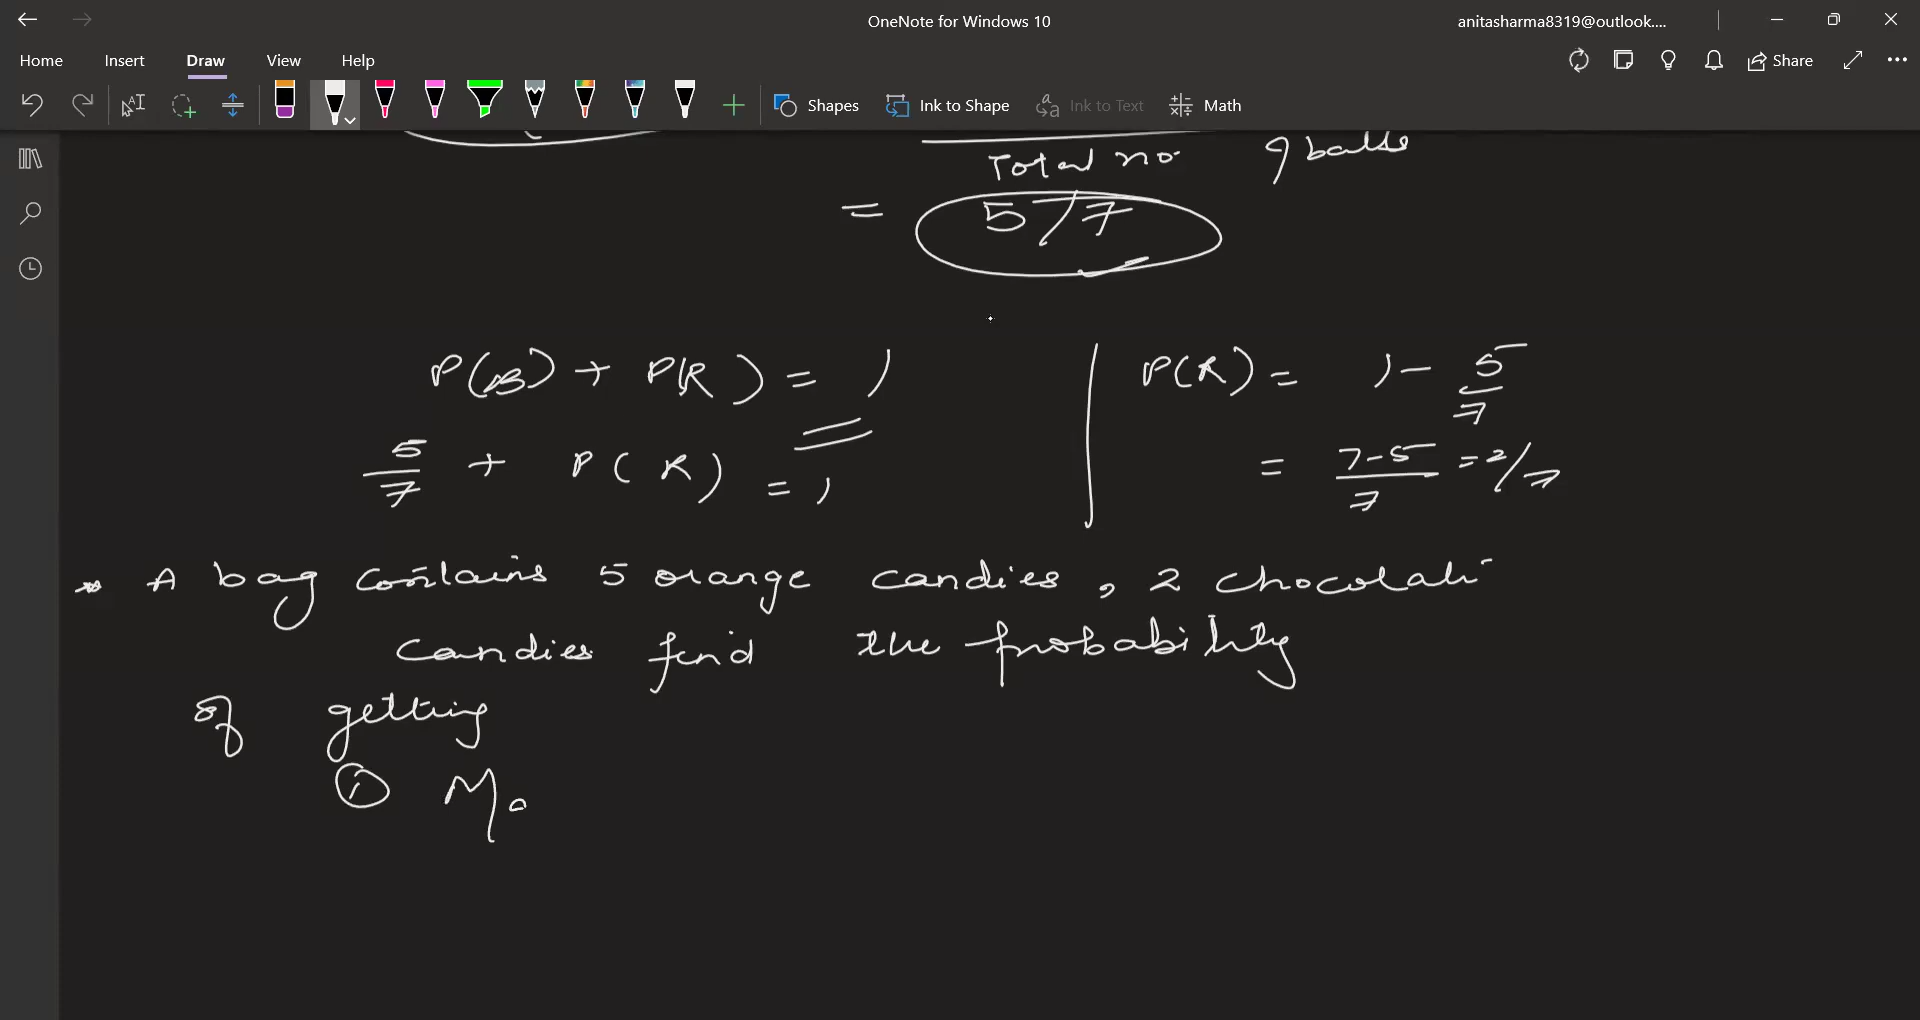 OneNote for Windows 10
anitasharma8319@outlook....
Home Insert Draw View Help
Share
Shapes Ink to Shape Ink to Text Math
Total no. of balls
= 5/7
P(B) + P(R) = 1
5/7 + P(R) = 1
P(R) = 1 - 5/7
= 7-5/7 = 2/7
* A bag contains 5 orange candies, 2 chocolate
candies find the probability
of getting
① Mo